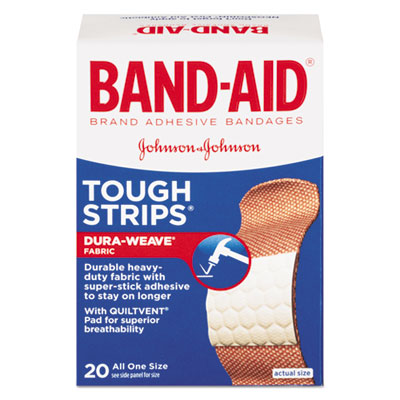 BAND-AID®
BRAND ADHESIVE BANDAGES
Johnson & Johnson
TOUGH
STRIPS®
DURA-WEAVE®
FABRIC
Durable heavy-
duty fabric with
super-stick adhesive
to stay on longer
With QUILTVENT®
Pad for superior
breathability
20 All One Size
see side panel for size
actual size